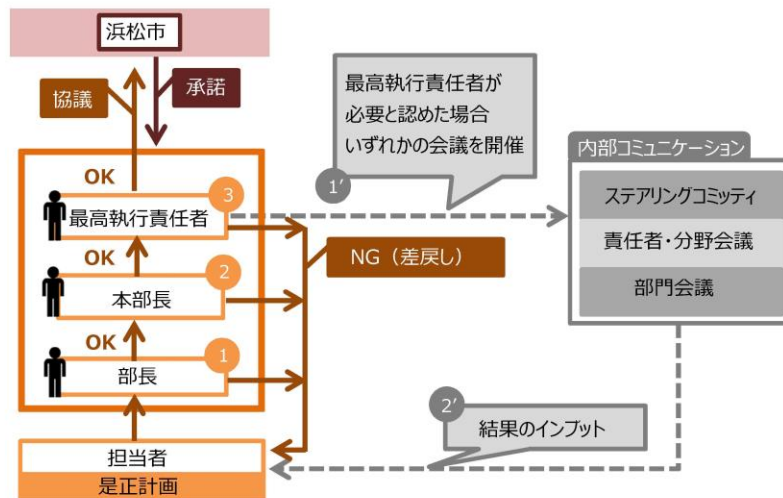 浜松市
協議
承諾
最高執行責任者が
必要と認めた場合
いずれかの会議を開催
1’
内部コミュニケーション
ステアリングコミッティ
責任者・分野会議
部門会議
OK
3
最高執行責任者
OK
2
本部長
NG（差戻し）
OK
1
部長
2’
結果のインプット
担当者
是正計画